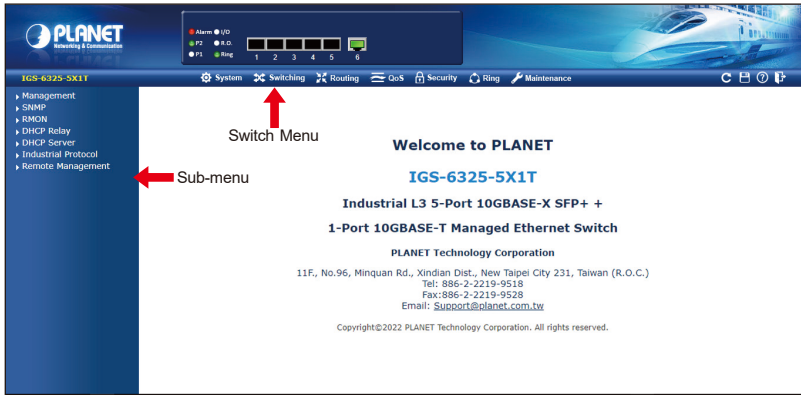 PLANET
Networking & Communication
Alarm I/O
P2 R.O.
P1 Ring
1 2 3 4 5 6
IGS-6325-5X1T
System Switching Routing QoS Security Ring Maintenance
Management
SNMP
RMON
DHCP Relay
DHCP Server
Industrial Protocol
Remote Management
Switch Menu
Sub-menu
Welcome to PLANET
IGS-6325-5X1T
Industrial L3 5-Port 10GBASE-X SFP+ +
1-Port 10GBASE-T Managed Ethernet Switch
PLANET Technology Corporation
11F., No.96, Minquan Rd., Xindian Dist., New Taipei City 231, Taiwan (R.O.C.)
Tel: 886-2-2219-9518
Fax:886-2-2219-9528
Email: Support@planet.com.tw
Copyright©2022 PLANET Technology Corporation. All rights reserved.